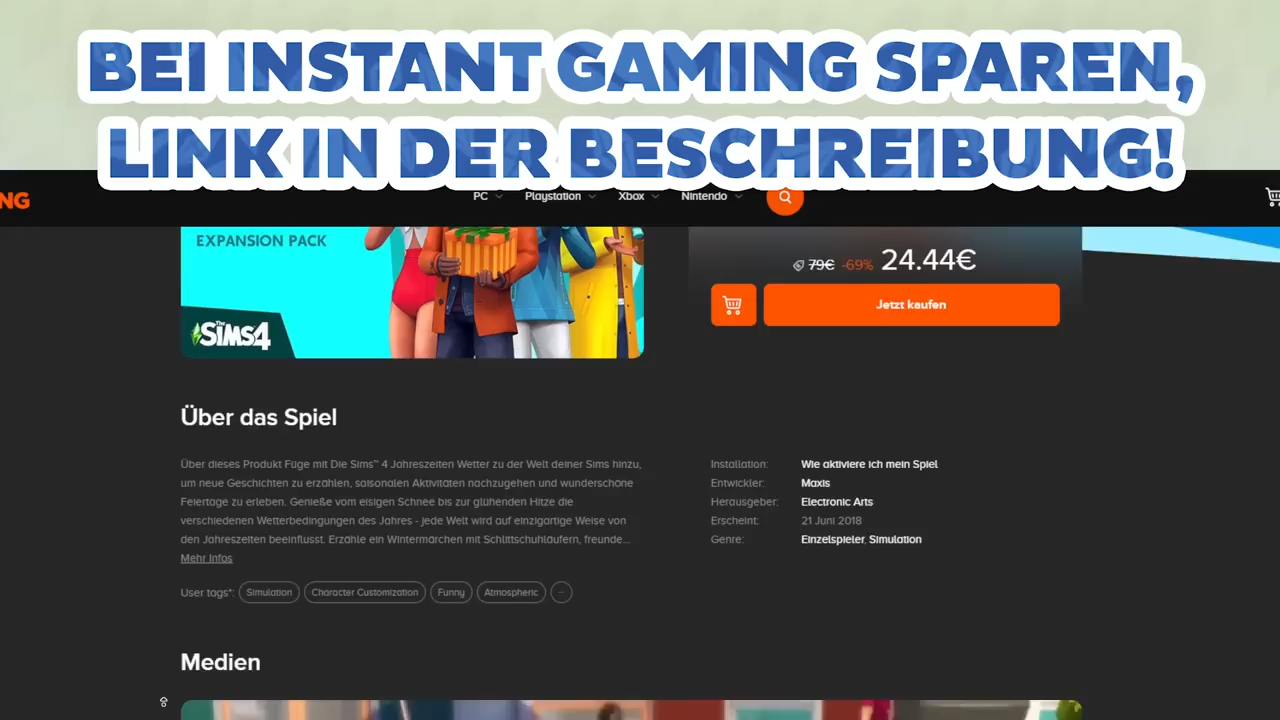 BEI INSTANT GAMING SPAREN,
LINK IN DER BESCHREIBUNG!
NG
PC
Playstation
Xbox
Nintendo
EXPANSION PACK
The SIMS4
79€ -69% 24.44€
Jetzt kaufen
Über das Spiel
Über dieses Produkt Füge mit Die Sims™ 4 Jahreszeiten Wetter zu der Welt deiner Sims hinzu,
um neue Geschichten zu erzählen, saisonalen Aktivitäten nachzugehen und wunderschöne
Feiertage zu erleben. Genieße vom eisigen Schnee bis zur glühenden Hitze die
verschiedenen Wetterbedingungen des Jahres - jede Welt wird auf einzigartige Weise von
den Jahreszeiten beeinflusst. Erzähle ein Wintermärchen mit Schlittschuhläufern, freunde...
Mehr Infos
User tags*: Simulation Character Customization Funny Atmospheric ...
Installation: Wie aktiviere ich mein Spiel
Entwickler: Maxis
Herausgeber: Electronic Arts
Erscheint: 21 Juni 2018
Genre: Einzelspieler, Simulation
Medien